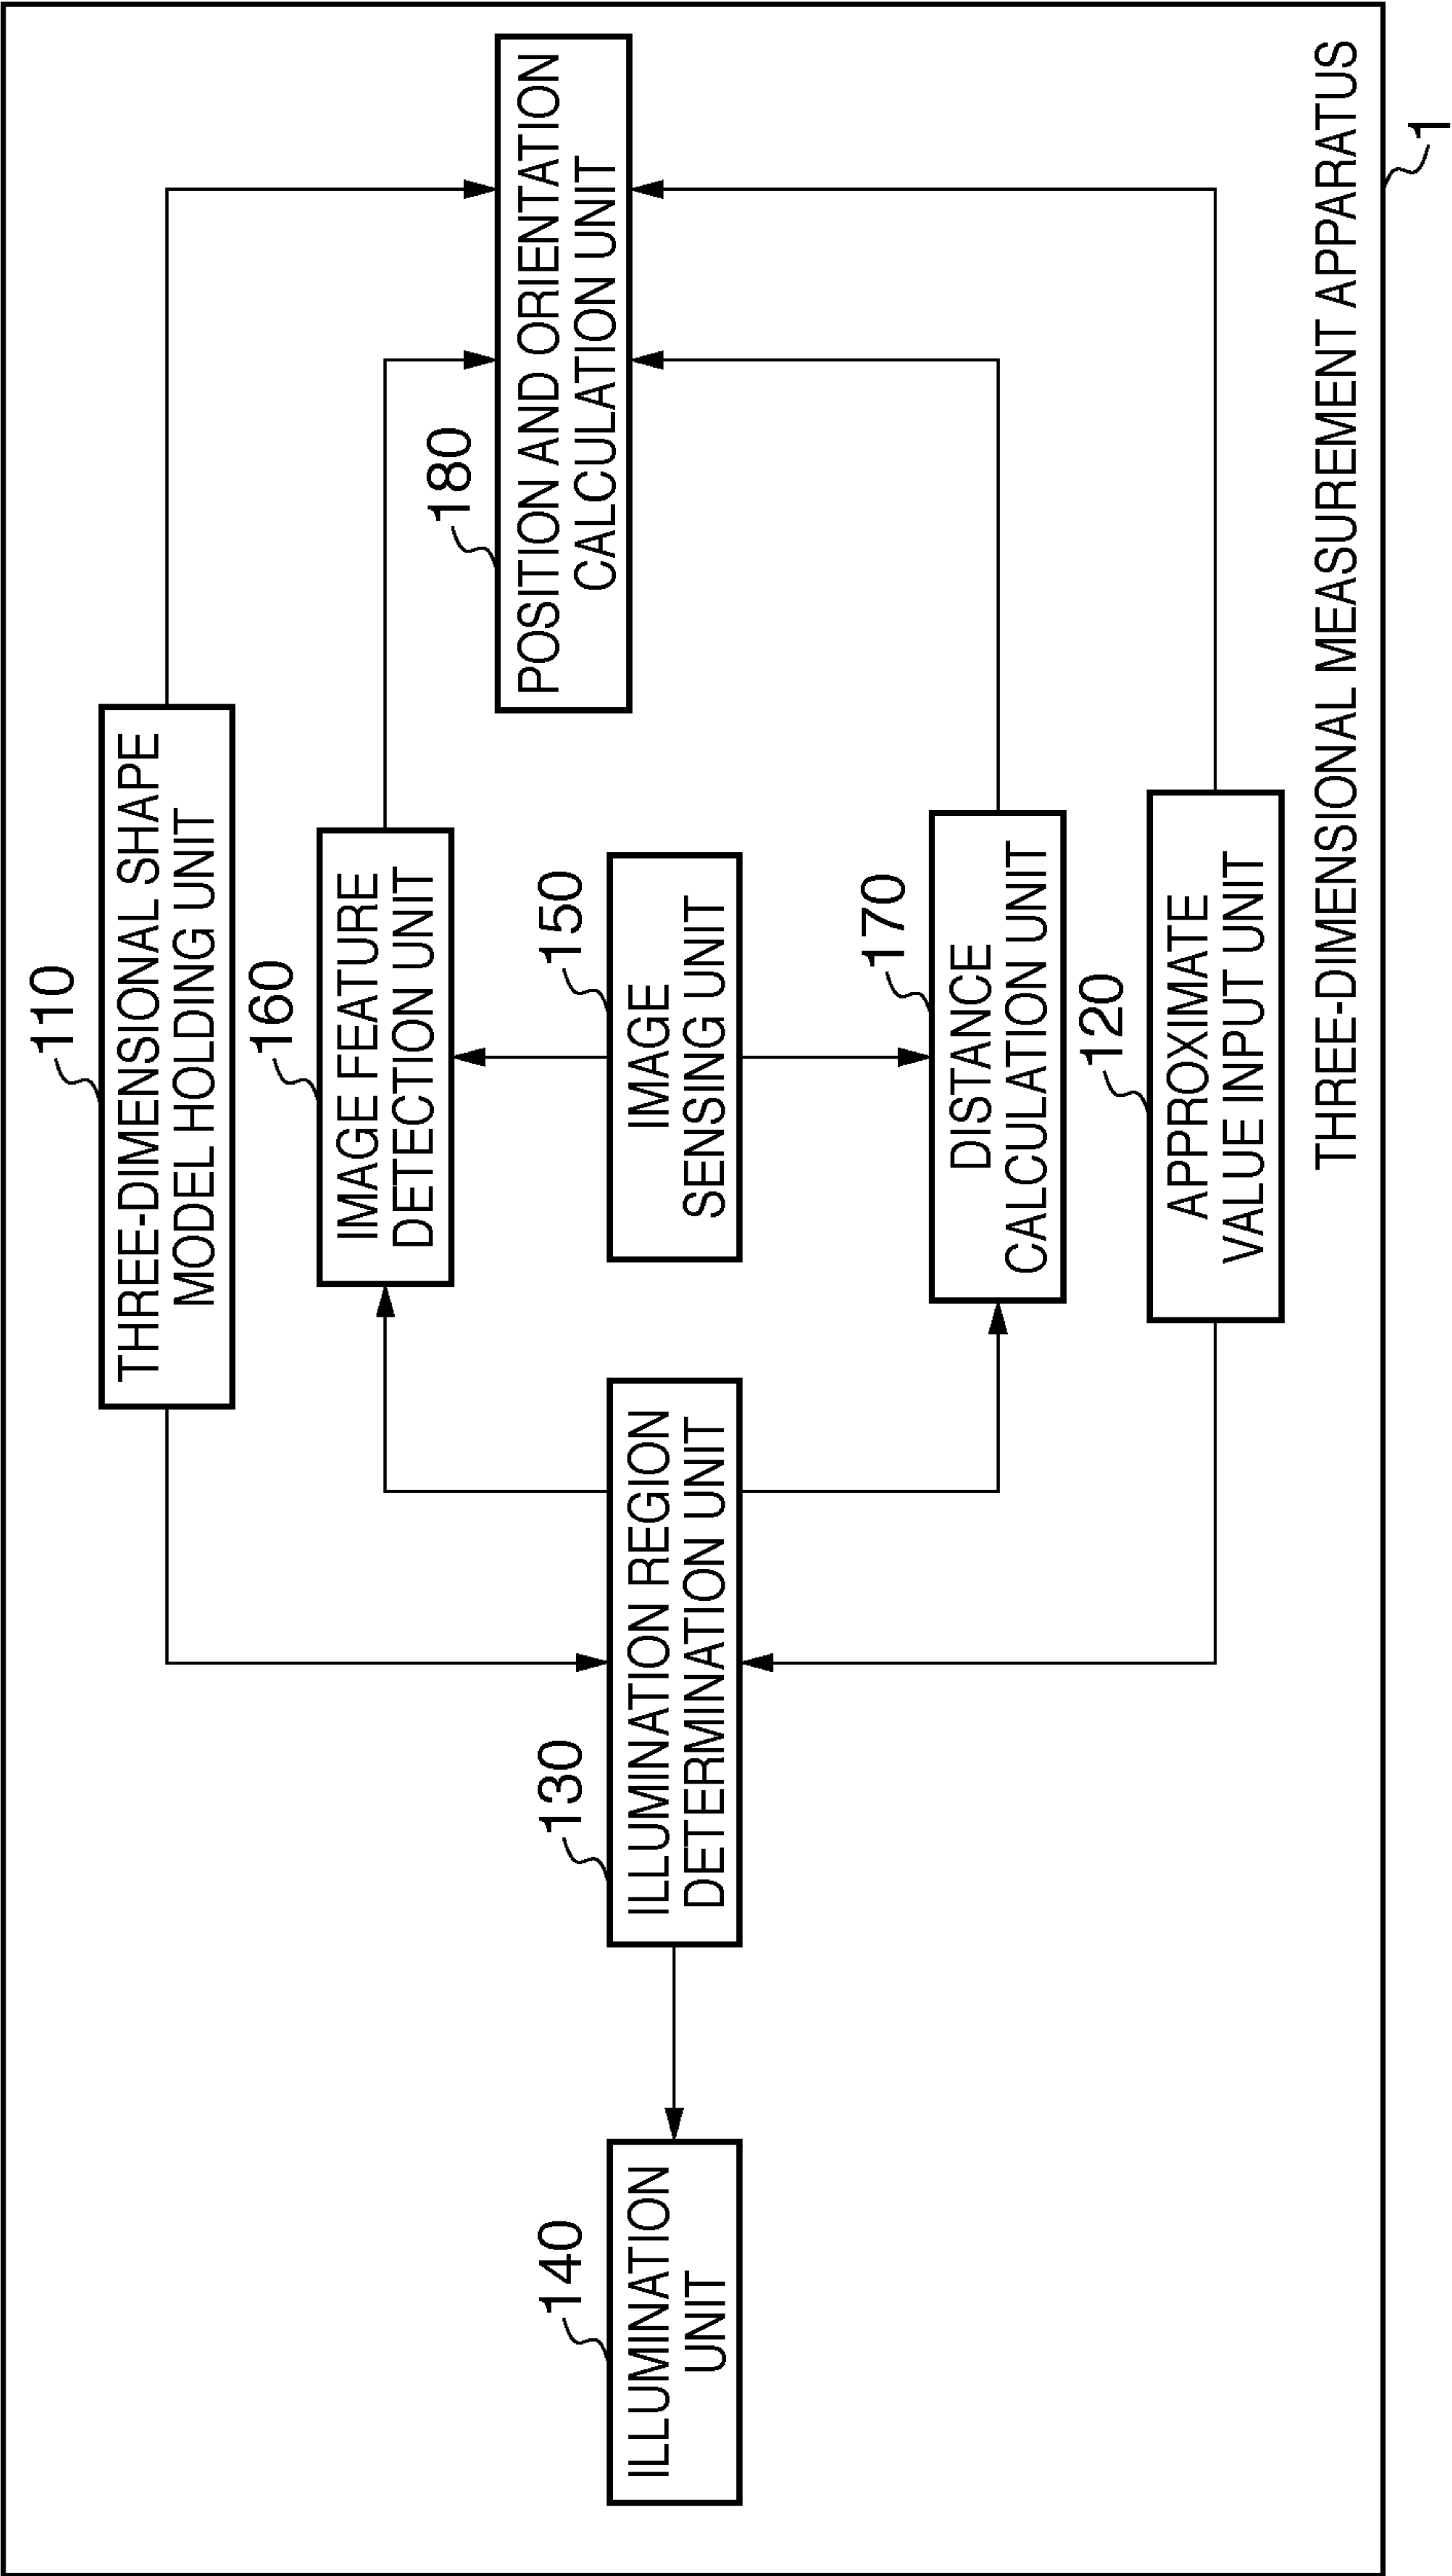 110
THREE-DIMENSIONAL SHAPE
MODEL HOLDING UNIT
160
IMAGE FEATURE
DETECTION UNIT
180
POSITION AND ORIENTATION
CALCULATION UNIT
140
ILLUMINATION
UNIT
130
ILLUMINATION REGION
DETERMINATION UNIT
150
IMAGE
SENSING UNIT
170
DISTANCE
CALCULATION UNIT
120
APPROXIMATE
VALUE INPUT UNIT
THREE-DIMENSIONAL MEASUREMENT APPARATUS
1